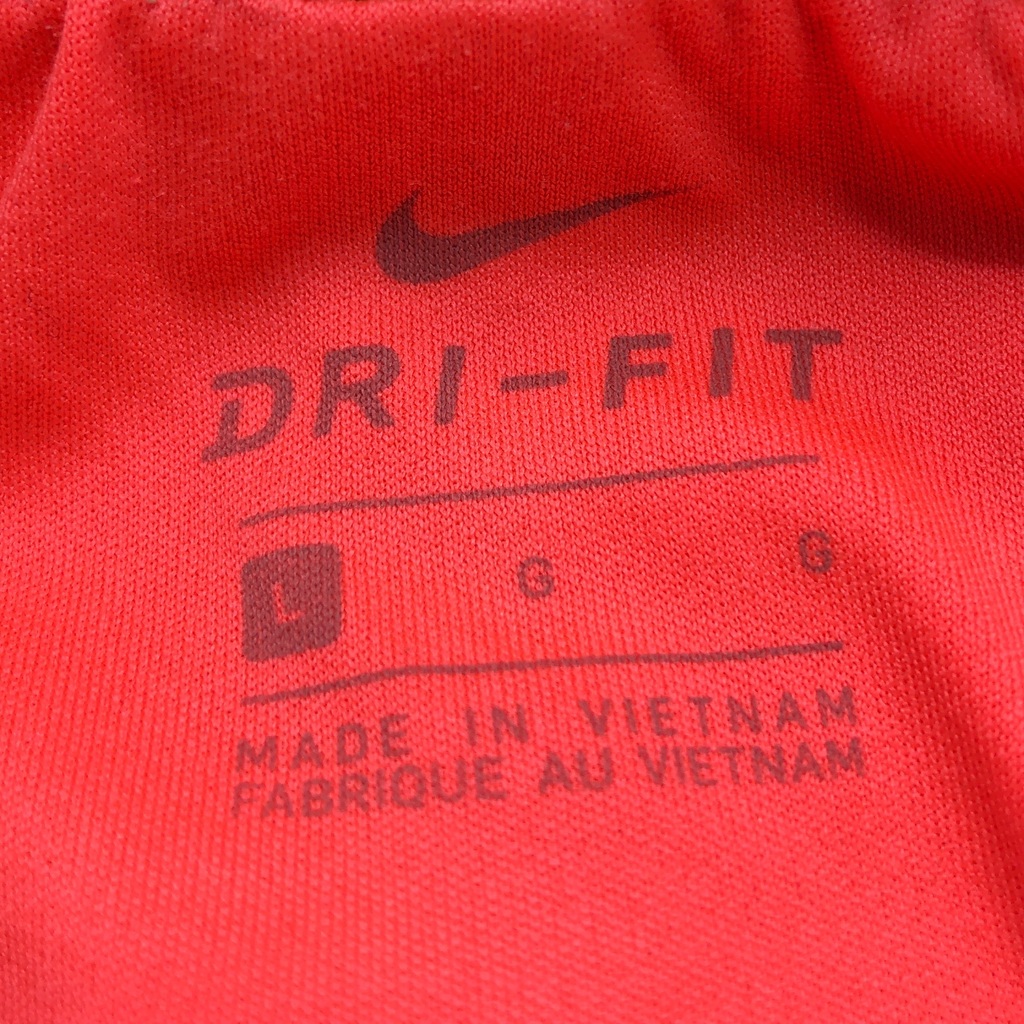 DRI-FIT
L G G
MADE IN VIETNAM
FABRIQUE AU VIETNAM